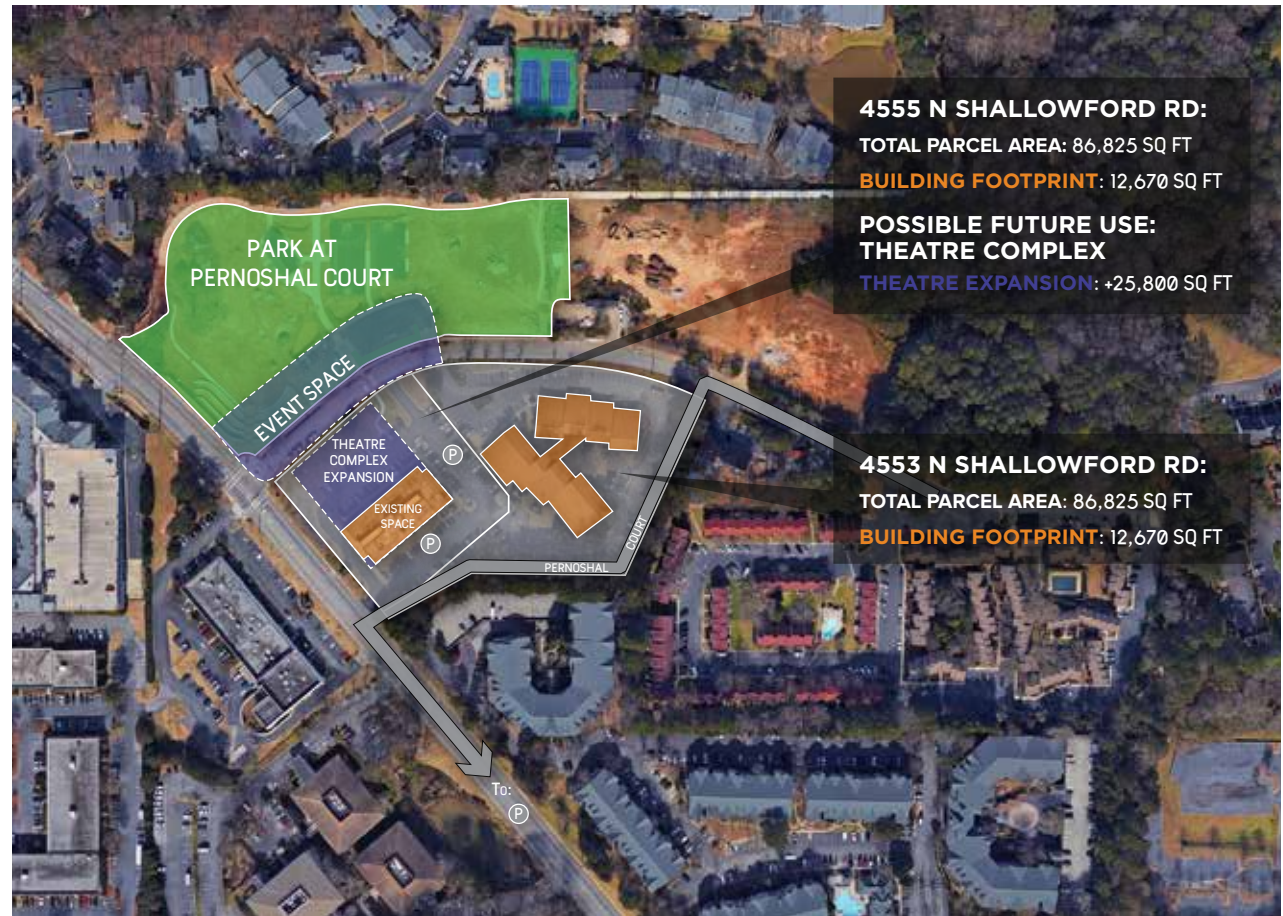 4555 N SHALLOWFORD RD:
TOTAL PARCEL AREA: 86,825 SQ FT
BUILDING FOOTPRINT: 12,670 SQ FT
POSSIBLE FUTURE USE:
THEATRE COMPLEX
THEATRE EXPANSION: +25,800 SQ FT
PARK AT
PERNOSHAL COURT
EVENT SPACE
THEATRE
COMPLEX
EXPANSION
EXISTING
SPACE
P
P
4553 N SHALLOWFORD RD:
TOTAL PARCEL AREA: 86,825 SQ FT
BUILDING FOOTPRINT: 12,670 SQ FT
PERNOSHAL
COURT
To:
P